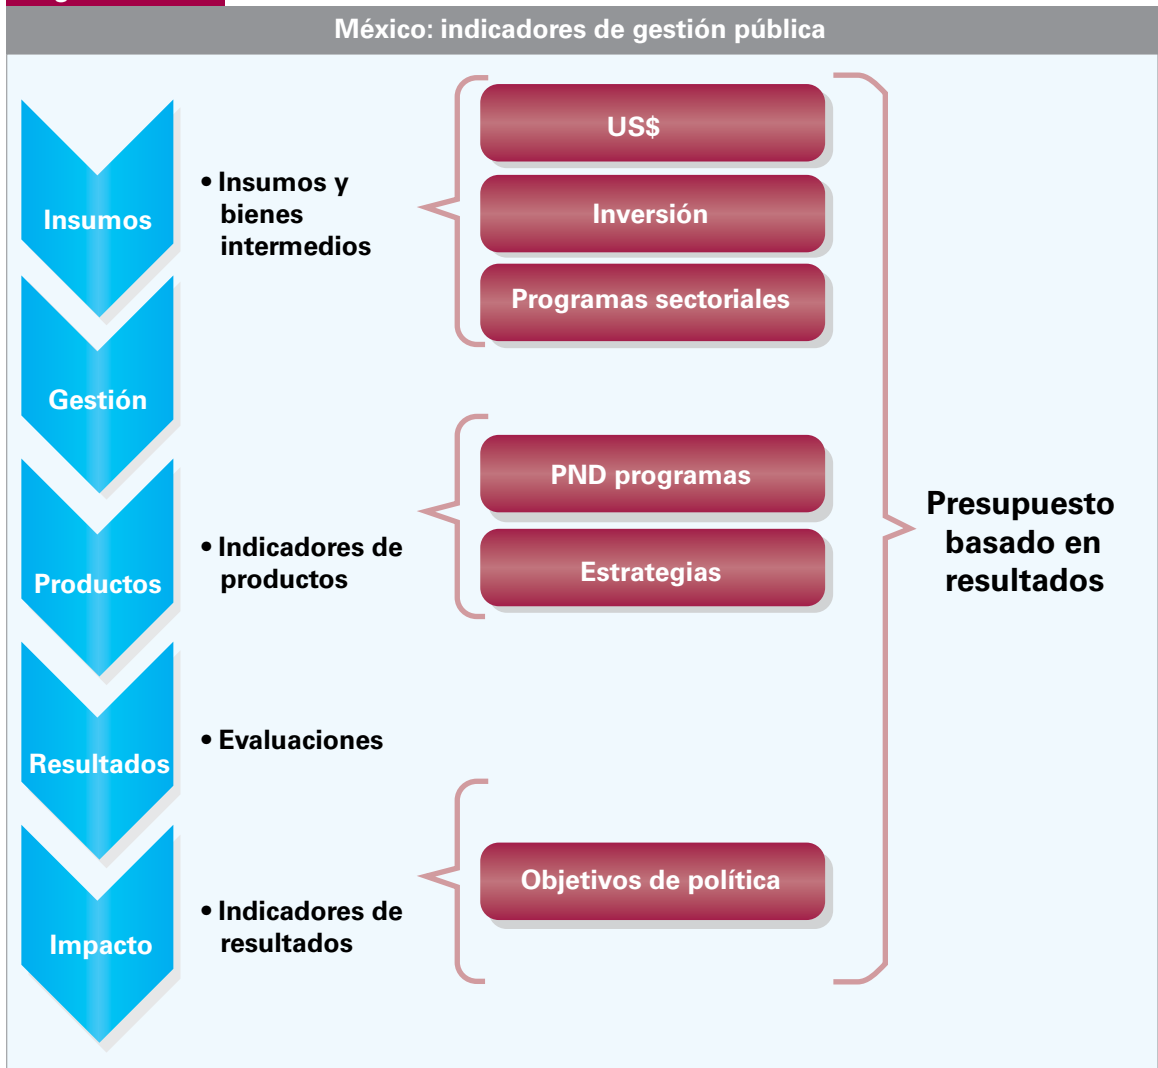 México: indicadores de gestión pública
Insumos
• Insumos y
bienes
intermedios
US$
Inversión
Programas sectoriales
Gestión
Productos
• Indicadores de
productos
PND programas
Estrategias
Presupuesto
basado en
resultados
Resultados
• Evaluaciones
Impacto
• Indicadores de
resultados
Objetivos de política